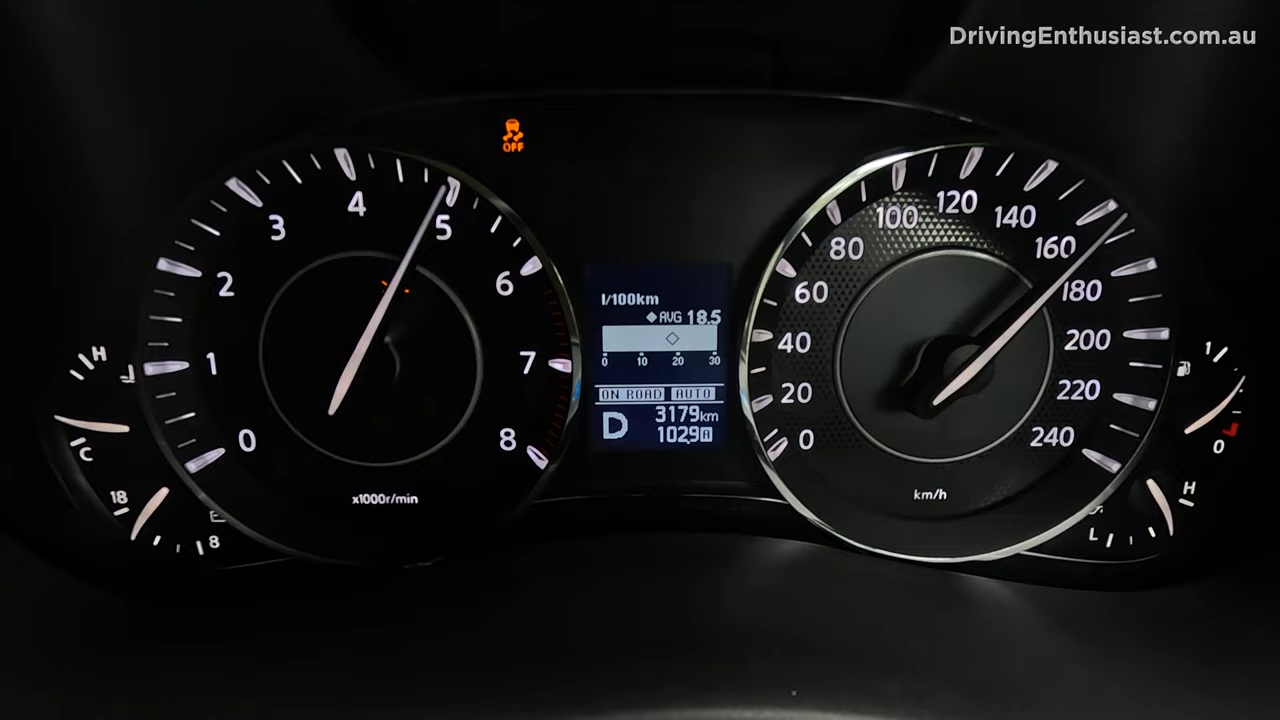 DrivingEnthusiast.com.au
OFF
0
1
2
3
4
5
6
7
8
x1000r/min
H
C
18
8
l/100km
AVG 18.5
0 10 20 30
ON ROAD AUTO
D
3179km
1029 A
0
20
40
60
80
100
120
140
160
180
200
220
240
km/h
1
0
H
L